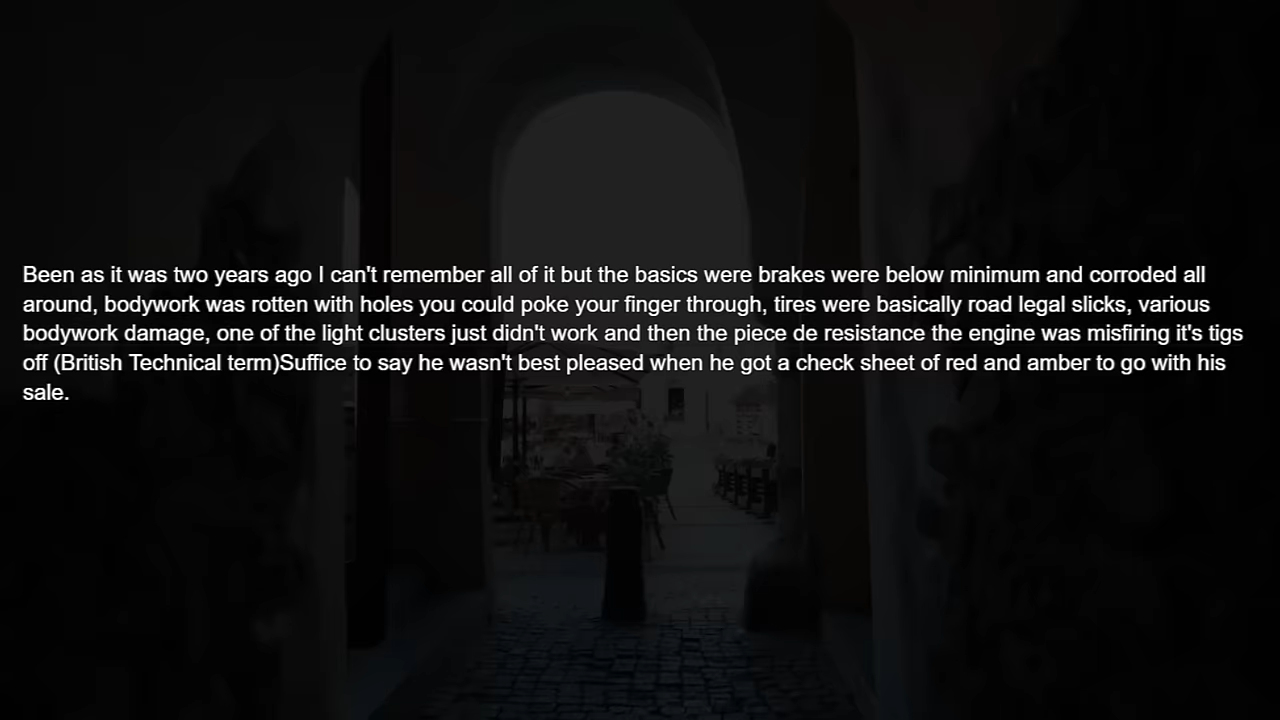 Been as it was two years ago I can't remember all of it but the basics were brakes were below minimum and corroded all
around, bodywork was rotten with holes you could poke your finger through, tires were basically road legal slicks, various
bodywork damage, one of the light clusters just didn't work and then the piece de resistance the engine was misfiring it's tigs
off (British Technical term)Suffice to say he wasn't best pleased when he got a check sheet of red and amber to go with his
sale.